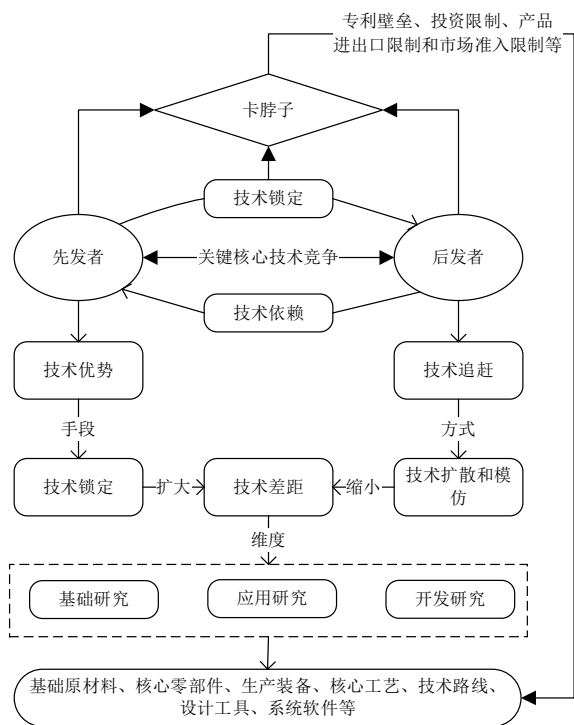 专利壁垒、投资限制、产品
进出口限制和市场准入限制等
卡脖子
技术锁定
先发者
关键核心技术竞争
后发者
技术依赖
技术优势
技术追赶
手段
方式
技术锁定
扩大
技术差距
缩小
技术扩散和模
仿
维度
基础研究
应用研究
开发研究
基础原材料、核心零部件、生产装备、核心工艺、技术路线、
设计工具、系统软件等